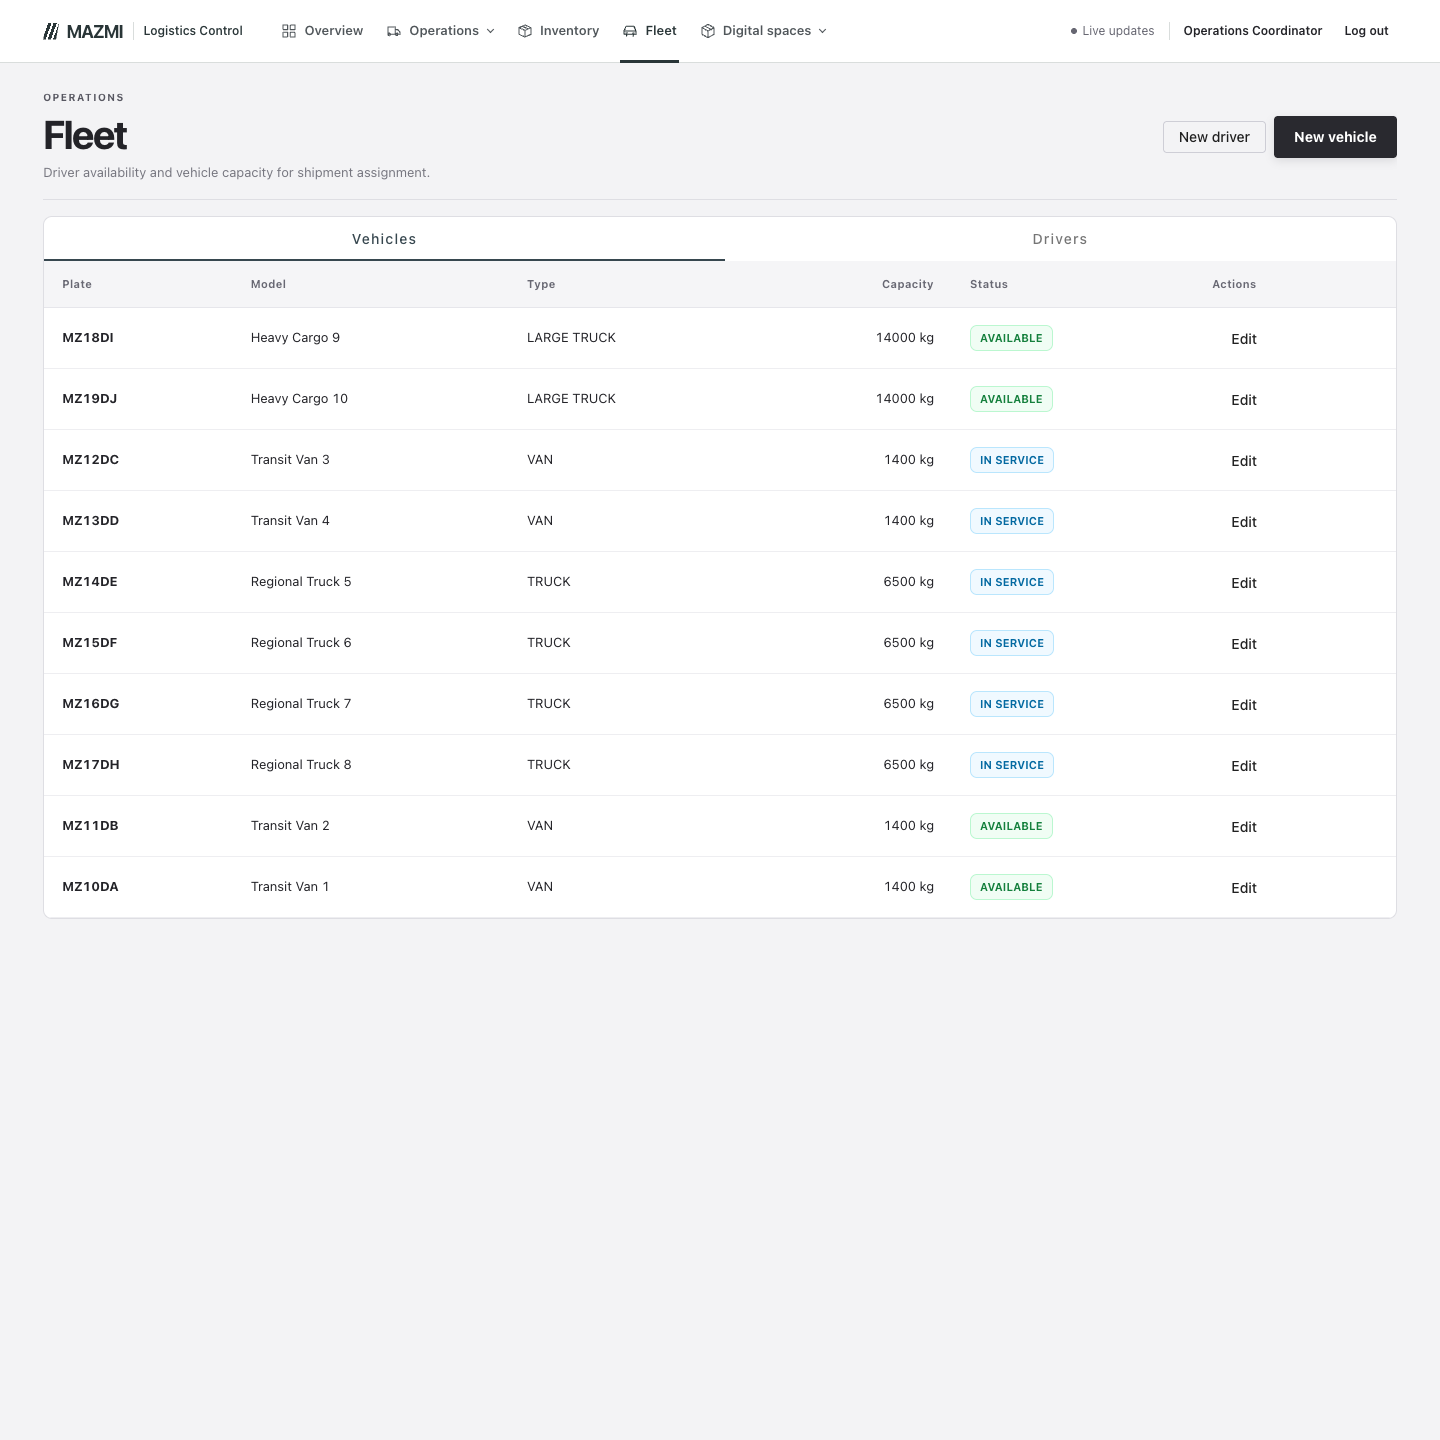 MAZMI Logistics Control Overview Operations Inventory Fleet Digital spaces Live updates Operations Coordinator Log out
OPERATIONS
Fleet
New driver New vehicle
Driver availability and vehicle capacity for shipment assignment.
Vehicles Drivers
Plate Model Type Capacity Status Actions
MZ18DI Heavy Cargo 9 LARGE TRUCK 14000 kg AVAILABLE Edit
MZ19DJ Heavy Cargo 10 LARGE TRUCK 14000 kg AVAILABLE Edit
MZ12DC Transit Van 3 VAN 1400 kg IN SERVICE Edit
MZ13DD Transit Van 4 VAN 1400 kg IN SERVICE Edit
MZ14DE Regional Truck 5 TRUCK 6500 kg IN SERVICE Edit
MZ15DF Regional Truck 6 TRUCK 6500 kg IN SERVICE Edit
MZ16DG Regional Truck 7 TRUCK 6500 kg IN SERVICE Edit
MZ17DH Regional Truck 8 TRUCK 6500 kg IN SERVICE Edit
MZ11DB Transit Van 2 VAN 1400 kg AVAILABLE Edit
MZ10DA Transit Van 1 VAN 1400 kg AVAILABLE Edit